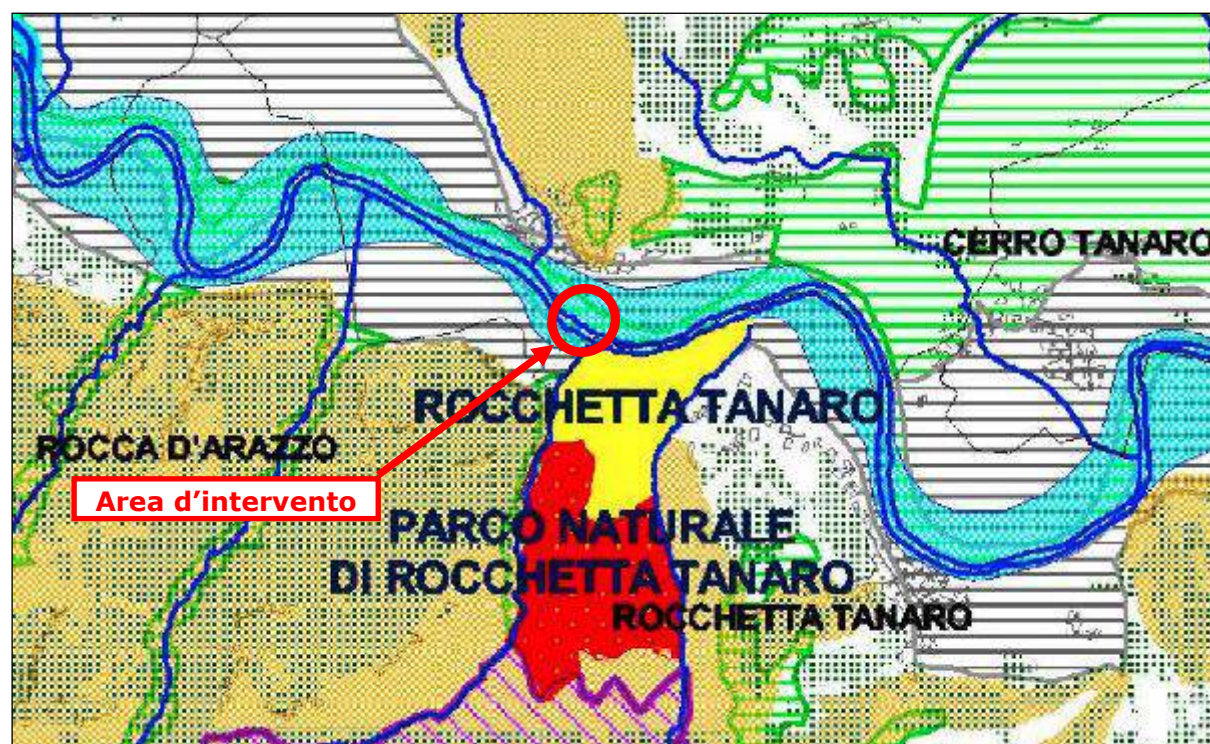 CERRO TANARO
ROCCHETTA TANARO
ROCCA D'ARAZZO
Area d’intervento
PARCO NATURALE
DI ROCCHETTA TANARO
ROCCHETTA TANARO